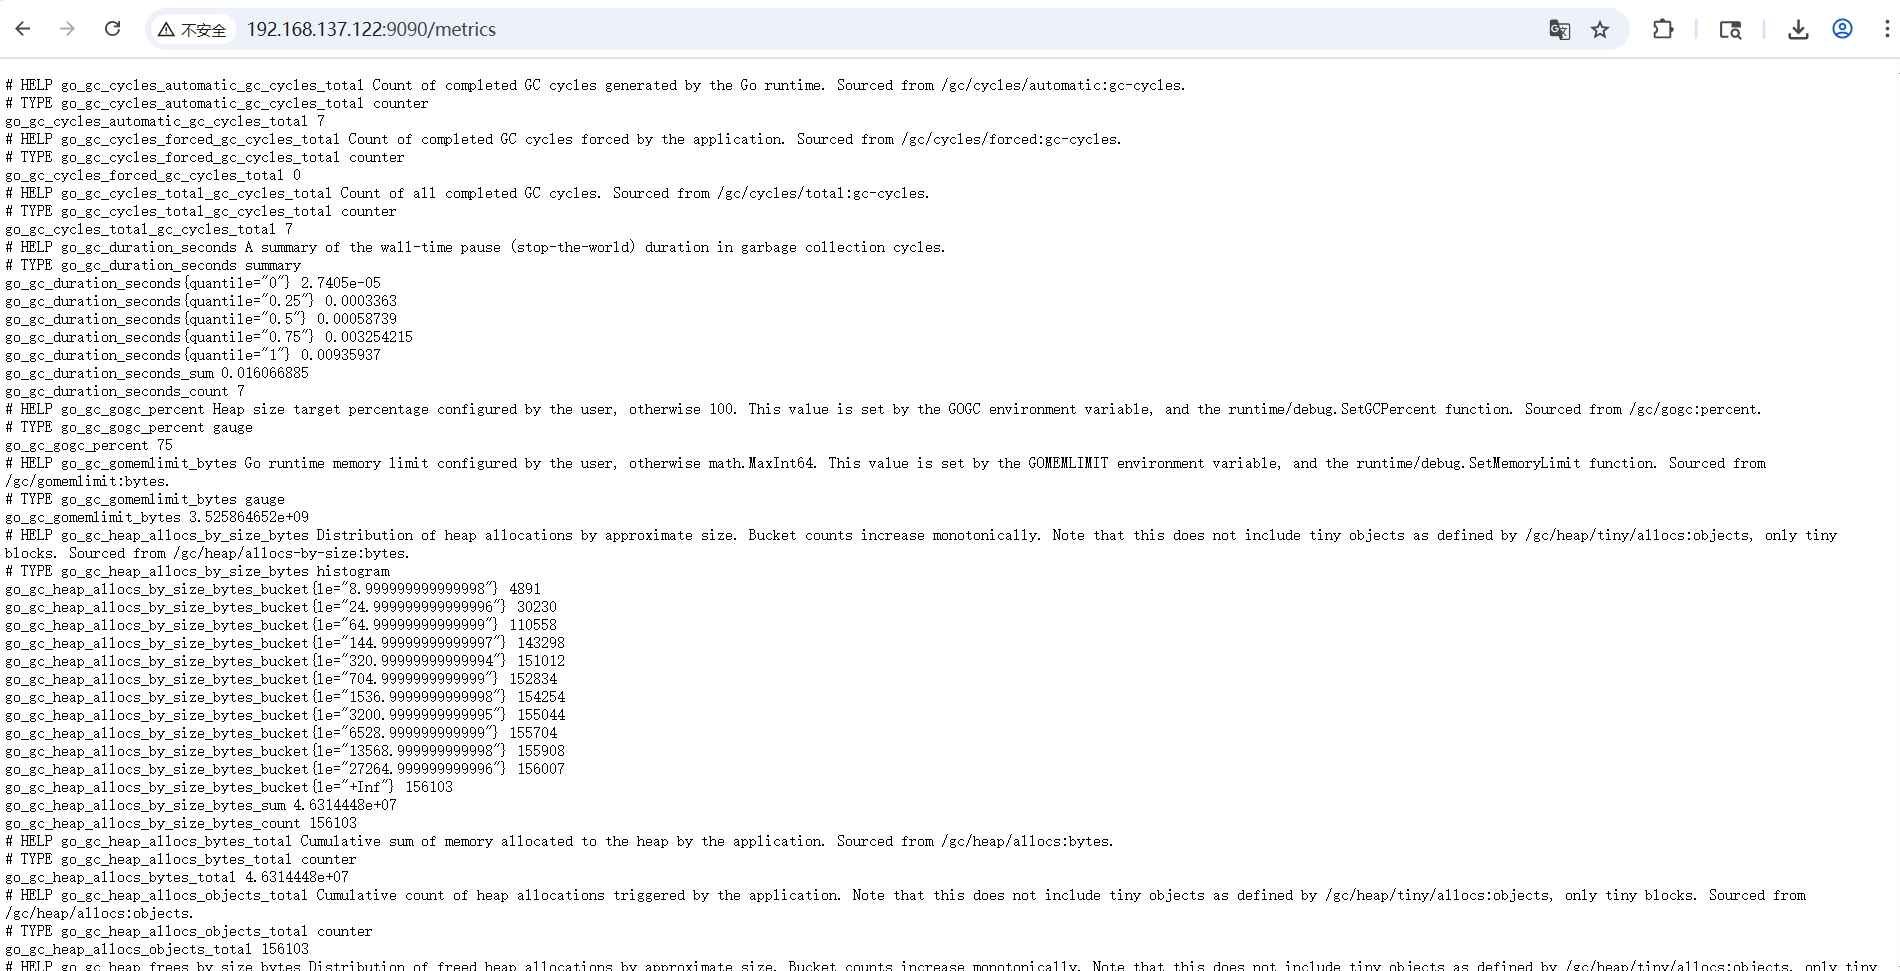 不安全 192.168.137.122:9090/metrics
# HELP go_gc_cycles_automatic_gc_cycles_total Count of completed GC cycles generated by the Go runtime. Sourced from /gc/cycles/automatic:gc-cycles.
# TYPE go_gc_cycles_automatic_gc_cycles_total counter
go_gc_cycles_automatic_gc_cycles_total 7
# HELP go_gc_cycles_forced_gc_cycles_total Count of completed GC cycles forced by the application. Sourced from /gc/cycles/forced:gc-cycles.
# TYPE go_gc_cycles_forced_gc_cycles_total counter
go_gc_cycles_forced_gc_cycles_total 0
# HELP go_gc_cycles_total_gc_cycles_total Count of all completed GC cycles. Sourced from /gc/cycles/total:gc-cycles.
# TYPE go_gc_cycles_total_gc_cycles_total counter
go_gc_cycles_total_gc_cycles_total 7
# HELP go_gc_duration_seconds A summary of the wall-time pause (stop-the-world) duration in garbage collection cycles.
# TYPE go_gc_duration_seconds summary
go_gc_duration_seconds{quantile="0"} 2.7405e-05
go_gc_duration_seconds{quantile="0.25"} 0.0003363
go_gc_duration_seconds{quantile="0.5"} 0.00058739
go_gc_duration_seconds{quantile="0.75"} 0.003254215
go_gc_duration_seconds{quantile="1"} 0.00935937
go_gc_duration_seconds_sum 0.016066885
go_gc_duration_seconds_count 7
# HELP go_gc_gogc_percent Heap size target percentage configured by the user, otherwise 100. This value is set by the GOGC environment variable, and the runtime/debug.SetGCPercent function. Sourced from /gc/gogc:percent.
# TYPE go_gc_gogc_percent gauge
go_gc_gogc_percent 75
# HELP go_gc_gomemlimit_bytes Go runtime memory limit configured by the user, otherwise math.MaxInt64. This value is set by the GOMEMLIMIT environment variable, and the runtime/debug.SetMemoryLimit function. Sourced from
/gc/gomemlimit:bytes.
# TYPE go_gc_gomemlimit_bytes gauge
go_gc_gomemlimit_bytes 3.525864652e+09
# HELP go_gc_heap_allocs_by_size_bytes Distribution of heap allocations by approximate size. Bucket counts increase monotonically. Note that this does not include tiny objects as defined by /gc/heap/tiny/allocs:objects, only tiny
blocks. Sourced from /gc/heap/allocs-by-size:bytes.
# TYPE go_gc_heap_allocs_by_size_bytes histogram
go_gc_heap_allocs_by_size_bytes_bucket{le="8.999999999999998"} 4891
go_gc_heap_allocs_by_size_bytes_bucket{le="24.999999999999996"} 30230
go_gc_heap_allocs_by_size_bytes_bucket{le="64.99999999999999"} 110558
go_gc_heap_allocs_by_size_bytes_bucket{le="144.99999999999997"} 143298
go_gc_heap_allocs_by_size_bytes_bucket{le="320.99999999999994"} 151012
go_gc_heap_allocs_by_size_bytes_bucket{le="704.9999999999999"} 152834
go_gc_heap_allocs_by_size_bytes_bucket{le="1536.9999999999998"} 154254
go_gc_heap_allocs_by_size_bytes_bucket{le="3200.9999999999995"} 155044
go_gc_heap_allocs_by_size_bytes_bucket{le="6528.999999999999"} 155704
go_gc_heap_allocs_by_size_bytes_bucket{le="13568.999999999998"} 155908
go_gc_heap_allocs_by_size_bytes_bucket{le="27264.999999999996"} 156007
go_gc_heap_allocs_by_size_bytes_bucket{le="+Inf"} 156103
go_gc_heap_allocs_by_size_bytes_sum 4.6314448e+07
go_gc_heap_allocs_by_size_bytes_count 156103
# HELP go_gc_heap_allocs_bytes_total Cumulative sum of memory allocated to the heap by the application. Sourced from /gc/heap/allocs:bytes.
# TYPE go_gc_heap_allocs_bytes_total counter
go_gc_heap_allocs_bytes_total 4.6314448e+07
# HELP go_gc_heap_allocs_objects_total Cumulative count of heap allocations triggered by the application. Note that this does not include tiny objects as defined by /gc/heap/tiny/allocs:objects, only tiny blocks. Sourced from
/gc/heap/allocs:objects.
# TYPE go_gc_heap_allocs_objects_total counter
go_gc_heap_allocs_objects_total 156103
# HELP go_gc_heap_frees_by_size_bytes Distribution of freed heap allocations by approximate size. Bucket counts increase monotonically. Note that this does not include tiny objects as defined by /gc/heap/tiny/allocs:objects, only tiny